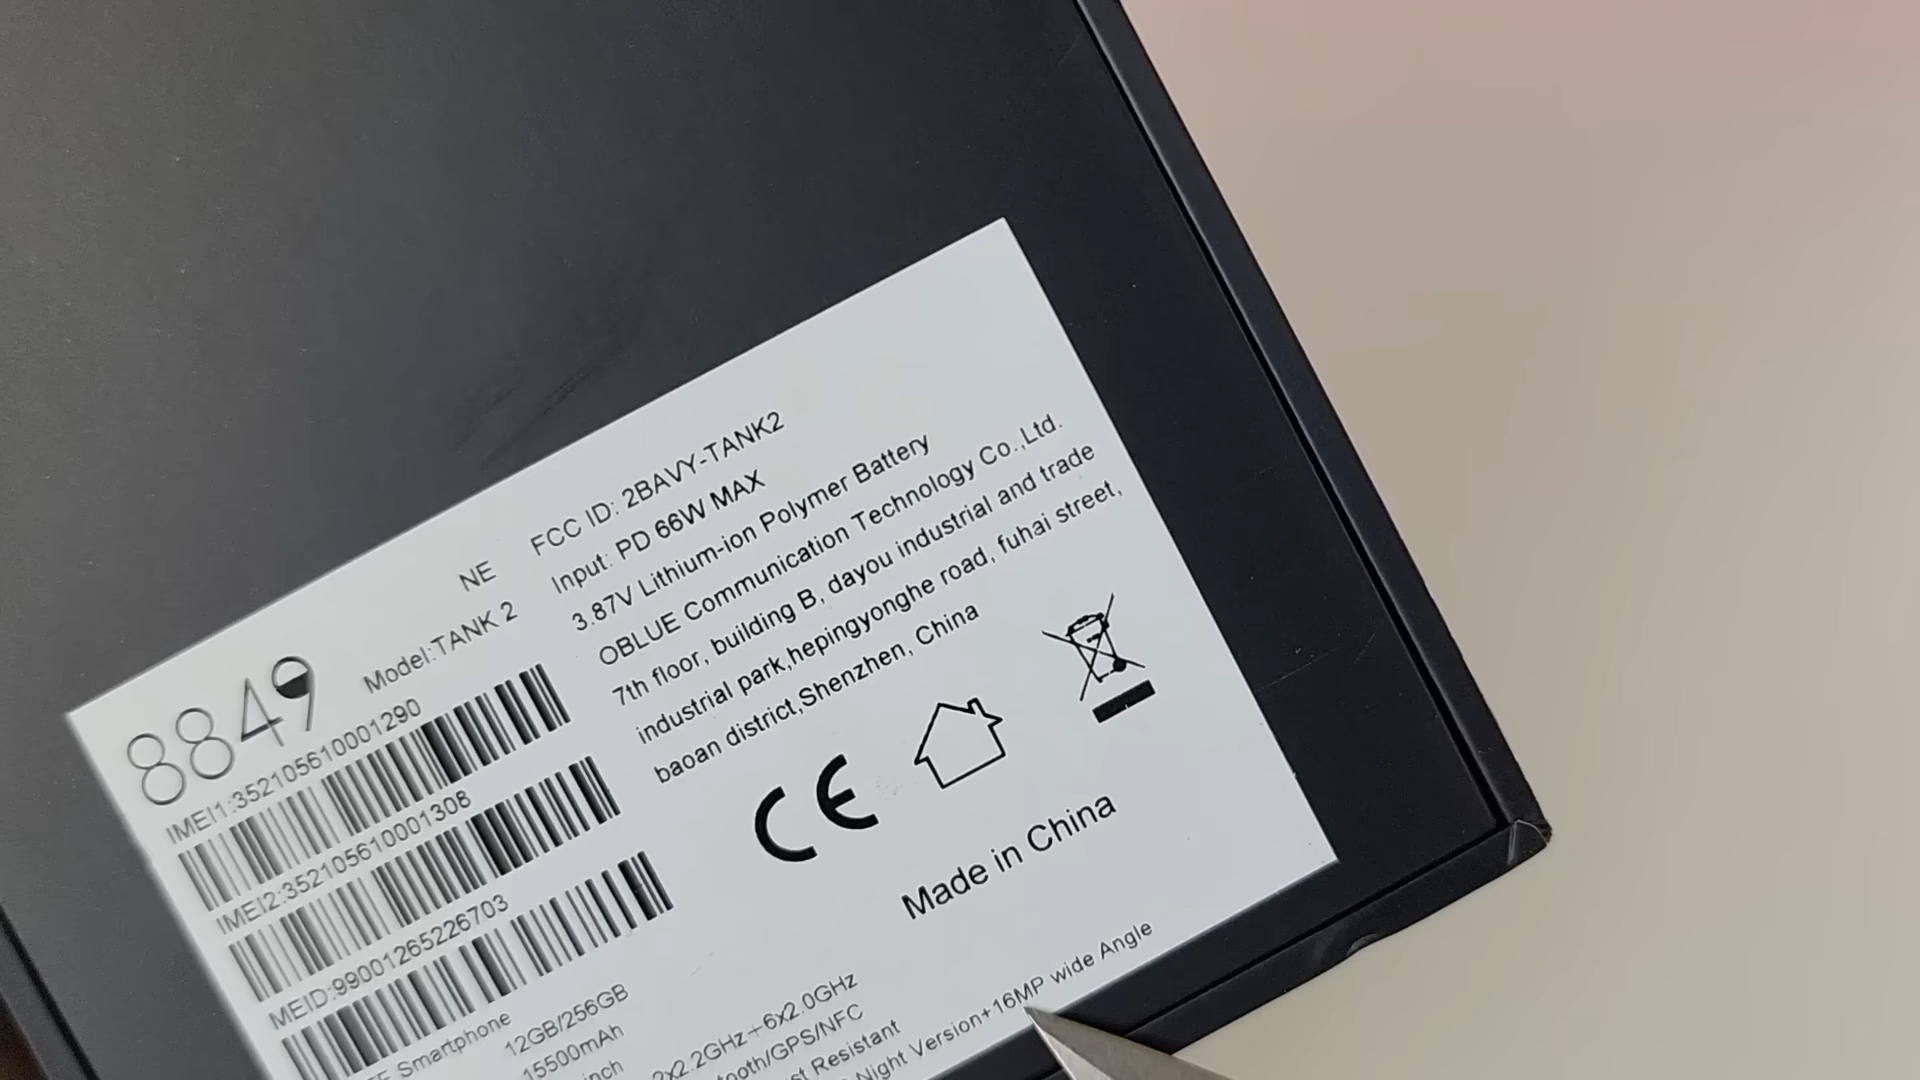 8849
NE
Model:TANK 2
IMEI1:352105610001290
IMEI2:352105610001308
MEID:99001265226703
FCC ID: 2BAVY-TANK2
Input: PD 66W MAX
3.87V Lithium-ion Polymer Battery
OBLUE Communication Technology Co.,Ltd.
7th floor, building B, dayou industrial and trade
industrial park,hepingyonghe road, fuhai street,
baoan district,Shenzhen, China
CE
Made in China
Smartphone
12GB/256GB
15500mAh
2x2.2GHz+6x2.0GHz
/GPS/NFC
Resistant
Night Version+16MP wide Angle